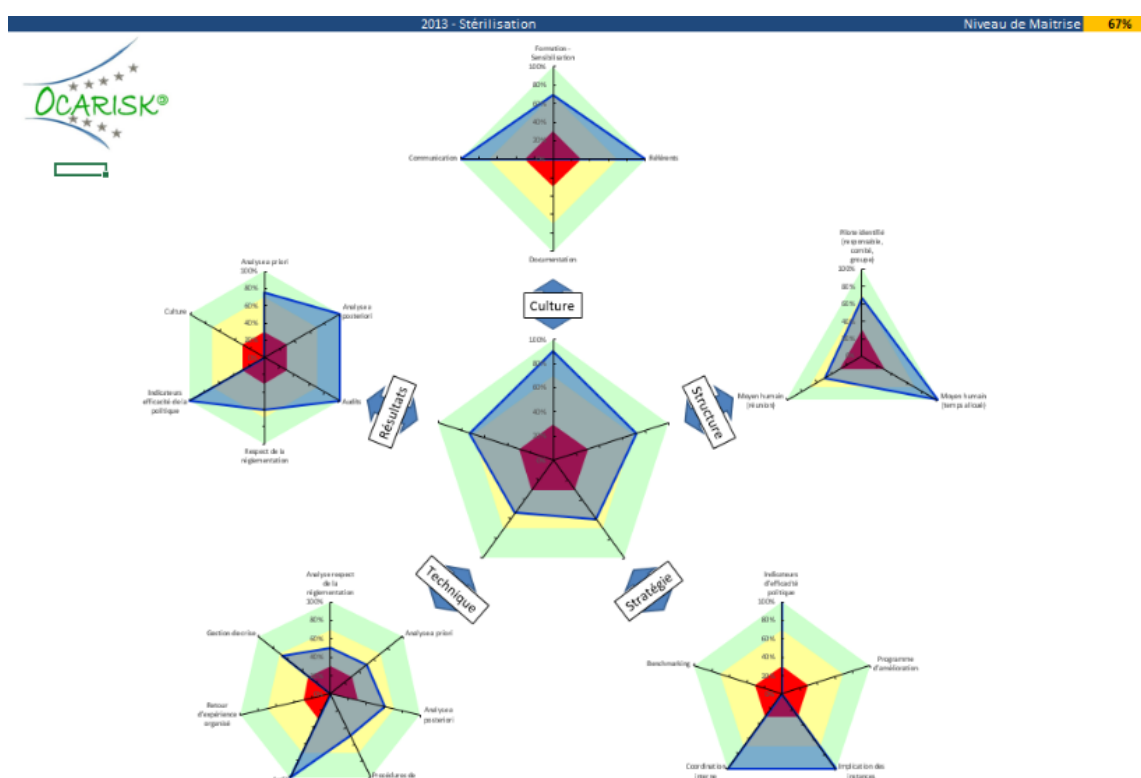 2013 - Stérilisation
Niveau de Maitrise
67%
OCARISK©
Formation -
Sensibilisation
100%
80%
60%
40%
20%
Communication
Référents
Documentation
Culture
Pilote identifié
(responsable,
comité,
groupe)
100%
80%
60%
40%
20%
Moyen humain
(réunion)
Moyen humain
(temps alloué)
Structure
Analyse a priori
100%
80%
60%
40%
Culture
Analyse a
posteriori
Indicateurs
efficacité de la
politique
Audits
Respect de la
réglementation
Résultats
100%
80%
60%
40%
Technique
Stratégie
Analyse respect
de la
réglementation
100%
80%
60%
40%
Gestion de crise
Analyse a priori
Retour
d'expérience
organisé
Analyse a
posteriori
Procédures de
Indicateurs
d'efficacité
politique
100%
80%
60%
40%
Benchmarking
Programme
d'amélioration
Coordination
interne
Implication des
instances